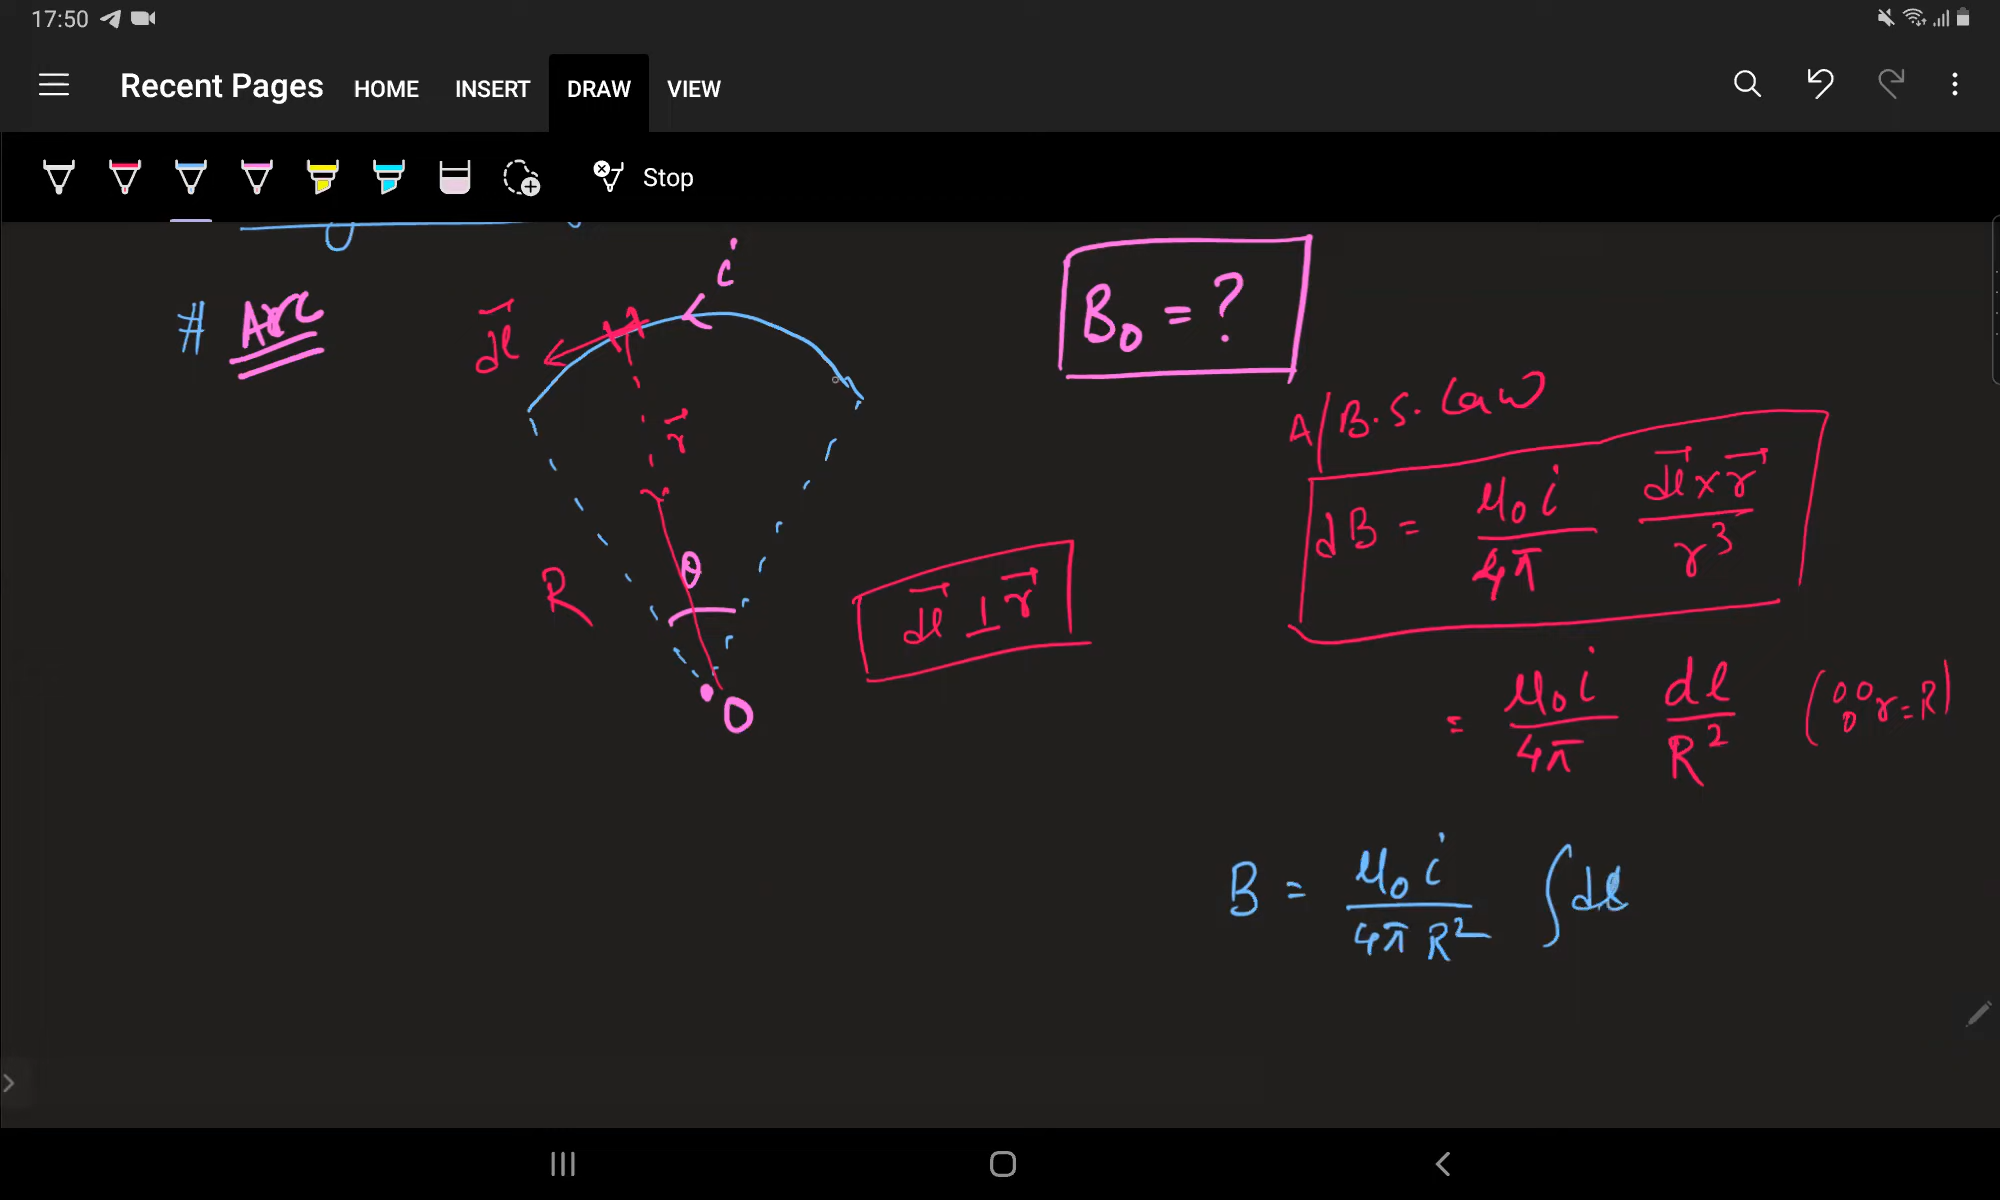 17:50
Recent Pages HOME INSERT DRAW VIEW
Stop
# Arc
i
B₀ = ?
dl⃗
r⃗
A/B.S. Law
dB = μ₀i/4π dl⃗ × r⃗/r³
θ
R
dl⃗ ⊥ r⃗
O
= μ₀i/4π dl/R² (∵ r = R)
B = μ₀i/4πR² ∫dl